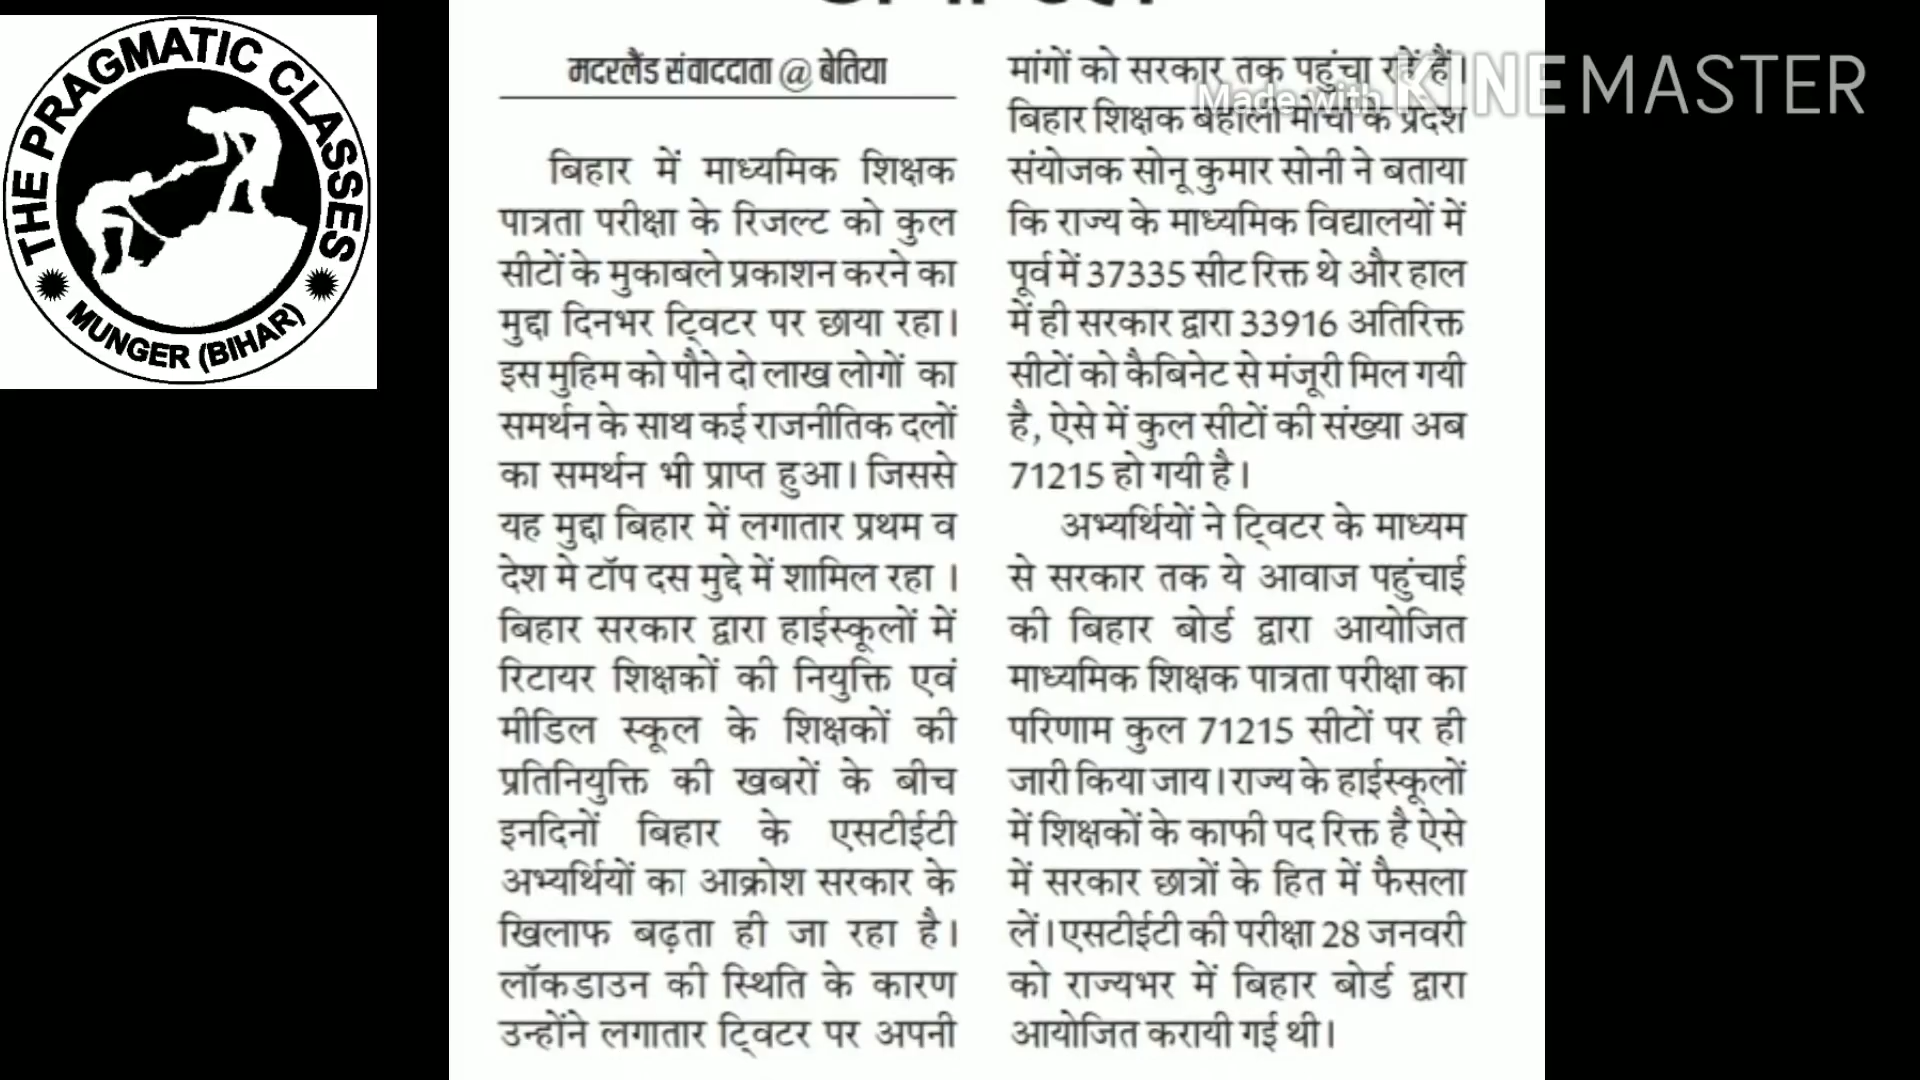 THE PRAGMATIC CLASSES
MUNGER (BIHAR)
मदरलैंड संवाददाता @ बेतिया
बिहार में माध्यमिक शिक्षक
पात्रता परीक्षा के रिजल्ट को कुल
सीटों के मुकाबले प्रकाशन करने का
मुद्दा दिनभर ट्विटर पर छाया रहा।
इस मुहिम को पौने दो लाख लोगों का
समर्थन के साथ कई राजनीतिक दलों
का समर्थन भी प्राप्त हुआ। जिससे
यह मुद्दा बिहार में लगातार प्रथम व
देश मे टॉप दस मुद्दे में शामिल रहा ।
बिहार सरकार द्वारा हाईस्कूलों में
रिटायर शिक्षकों की नियुक्ति एवं
मीडिल स्कूल के शिक्षकों की
प्रतिनियुक्ति की खबरों के बीच
इनदिनों बिहार के एसटीईटी
अभ्यर्थियों का आक्रोश सरकार के
खिलाफ बढ़ता ही जा रहा है।
लॉकडाउन की स्थिति के कारण
उन्होंने लगातार ट्विटर पर अपनी
मांगों को सरकार तक पहुंचा रहें हैं।
बिहार शिक्षक बहाली मोर्चा के प्रदेश
संयोजक सोनू कुमार सोनी ने बताया
कि राज्य के माध्यमिक विद्यालयों में
पूर्व में 37335 सीट रिक्त थे और हाल
में ही सरकार द्वारा 33916 अतिरिक्त
सीटों को कैबिनेट से मंजूरी मिल गयी
है, ऐसे में कुल सीटों की संख्या अब
71215 हो गयी है।
अभ्यर्थियों ने ट्विटर के माध्यम
से सरकार तक ये आवाज पहुंचाई
की बिहार बोर्ड द्वारा आयोजित
माध्यमिक शिक्षक पात्रता परीक्षा का
परिणाम कुल 71215 सीटों पर ही
जारी किया जाय। राज्य के हाईस्कूलों
में शिक्षकों के काफी पद रिक्त है ऐसे
में सरकार छात्रों के हित में फैसला
लें। एसटीईटी की परीक्षा 28 जनवरी
को राज्यभर में बिहार बोर्ड द्वारा
आयोजित करायी गई थी।
Made with KINEMASTER